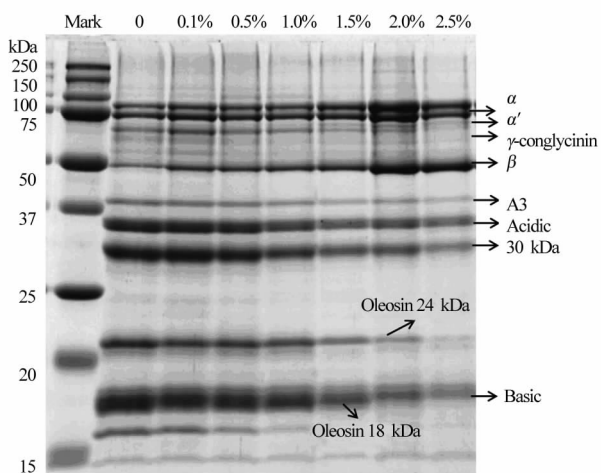 Mark 0 0.1% 0.5% 1.0% 1.5% 2.0% 2.5%
kDa
250
150
100
75
50
37
25
20
15
α
α′
γ-conglycinin
β
A3
Acidic
30 kDa
Oleosin 24 kDa
Basic
Oleosin 18 kDa